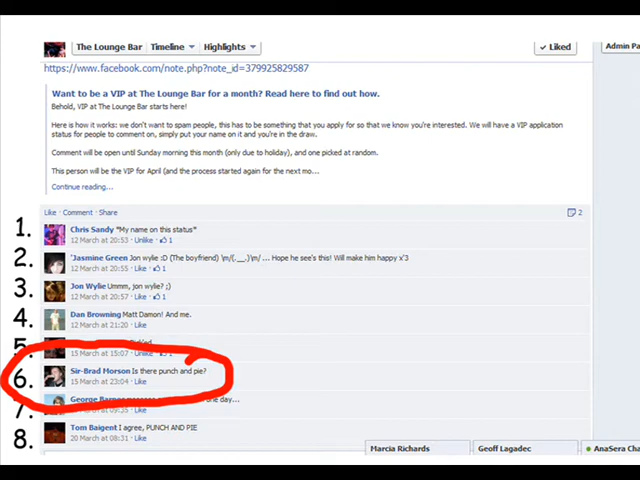 The Lounge Bar Timeline Highlights Liked Admin Pa
https://www.facebook.com/note.php?note_id=379925829587
Want to be a VIP at The Lounge Bar for a month? Read here to find out how.
Behold, VIP at The Lounge Bar starts here!
Here is how it works: we don't want to spam people, this has to be something that you apply for so that we know you're interested. We will have a VIP application
status for people to comment on, simply put your name on it and you're in the draw.
Comment will be open until Sunday morning this month (only due to holiday), and one picked at random.
This person will be the VIP for April (and the process started again for the next mo...
Continue reading...
Like · Comment · Share 2
1. Chris Sandy "My name on this status"
12 March at 20:53 · Unlike · 1
2. 'Jasmine Green Jon wylie :D (The boyfriend) \m/(.__.)\m/ ... Hope he see's this! Will make him happy x'3
12 March at 20:55 · Like · 1
3. Jon Wylie Ummm, jon wylie? ;)
12 March at 20:59 · Like · 1
4. Dan Browning Matt Damon! And me.
12 March at 21:20 · Like
5.
15 March at 15:07 · Unlike · 1
6. Sir-Brad Morson Is there punch and pie?
15 March at 23:04 · Like
7. George one day...
at 09:35 · Like
8. Tom Baigent I agree, PUNCH AND PIE
20 March at 08:31 · Like
Marcia Richards Geoff Lagadec AnaSera Cha